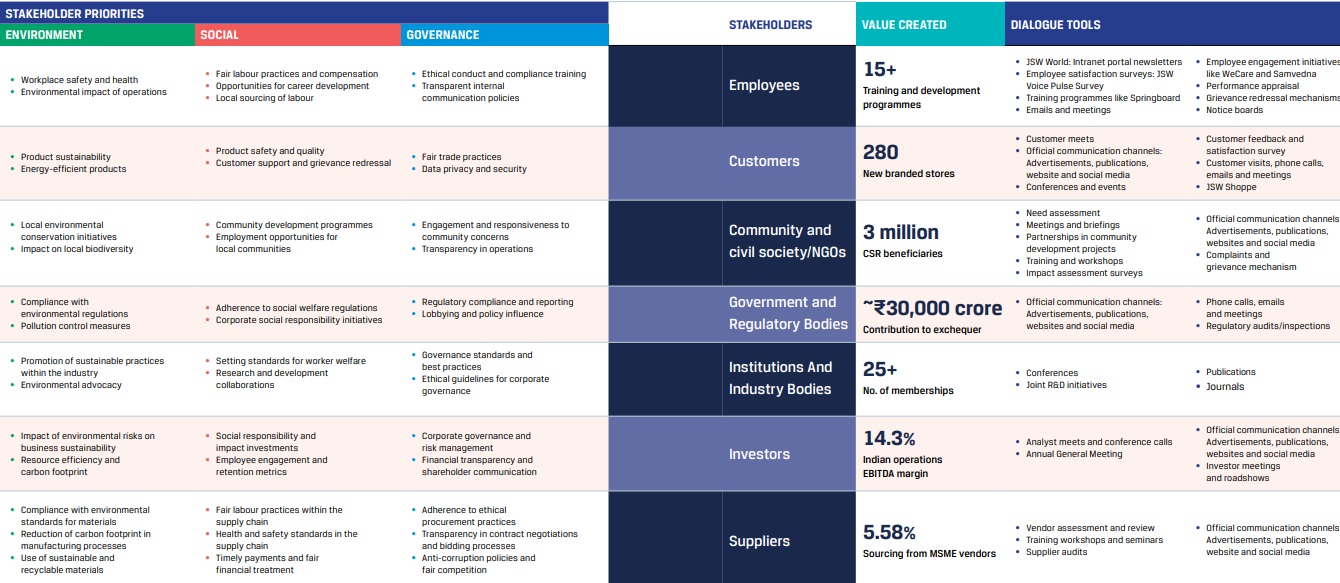 STAKEHOLDER PRIORITIES
ENVIRONMENT
SOCIAL
GOVERNANCE
STAKEHOLDERS
VALUE CREATED
DIALOGUE TOOLS
• Workplace safety and health
• Environmental impact of operations
• Fair labour practices and compensation
• Opportunities for career development
• Local sourcing of labour
• Ethical conduct and compliance training
• Transparent internal
communication policies
Employees
15+
Training and development
programmes
• JSW World: Intranet portal newsletters
• Employee satisfaction surveys: JSW
Voice Pulse Survey
• Training programmes like Springboard
• Emails and meetings
• Employee engagement initiatives
like WeCare and Samvedna
• Performance appraisal
• Grievance redressal mechanisms
• Notice boards
• Product sustainability
• Energy-efficient products
• Product safety and quality
• Customer support and grievance redressal
• Fair trade practices
• Data privacy and security
Customers
280
New branded stores
• Customer meets
• Official communication channels:
Advertisements, publications,
website and social media
• Conferences and events
• Customer feedback and
satisfaction survey
• Customer visits, phone calls,
emails and meetings
• JSW Shoppe
• Local environmental
conservation initiatives
• Impact on local biodiversity
• Community development programmes
• Employment opportunities for
local communities
• Engagement and responsiveness to
community concerns
• Transparency in operations
Community and
civil society/NGOs
3 million
CSR beneficiaries
• Need assessment
• Meetings and briefings
• Partnerships in community
development projects
• Training and workshops
• Impact assessment surveys
• Official communication channels
Advertisements, publications,
websites and social media
• Complaints and
grievance mechanism
• Compliance with
environmental regulations
• Pollution control measures
• Adherence to social welfare regulations
• Corporate social responsibility initiatives
• Regulatory compliance and reporting
• Lobbying and policy influence
Government and
Regulatory Bodies
~₹30,000 crore
Contribution to exchequer
• Official communication channels:
Advertisements, publications,
websites and social media
• Phone calls, emails
and meetings
• Regulatory audits/inspections
• Promotion of sustainable practices
within the industry
• Environmental advocacy
• Setting standards for worker welfare
• Research and development
collaborations
• Governance standards and
best practices
• Ethical guidelines for corporate
governance
Institutions And
Industry Bodies
25+
No. of memberships
• Conferences
• Joint R&D initiatives
• Publications
• Journals
• Impact of environmental risks on
business sustainability
• Resource efficiency and
carbon footprint
• Social responsibility and
impact investments
• Employee engagement and
retention metrics
• Corporate governance and
risk management
• Financial transparency and
shareholder communication
Investors
14.3%
Indian operations
EBITDA margin
• Analyst meets and conference calls
• Annual General Meeting
• Official communication channels
Advertisements, publications,
websites and social media
• Investor meetings
and roadshows
• Compliance with environmental
standards for materials
• Reduction of carbon footprint in
manufacturing processes
• Use of sustainable and
recyclable materials
• Fair labour practices within the
supply chain
• Health and safety standards in the
supply chain
• Timely payments and fair
financial treatment
• Adherence to ethical
procurement practices
• Transparency in contract negotiations
and bidding processes
• Anti-corruption policies and
fair competition
Suppliers
5.58%
Sourcing from MSME vendors
• Vendor assessment and review
• Training workshops and seminars
• Supplier audits
• Official communication channels
Advertisements, publications,
website and social media